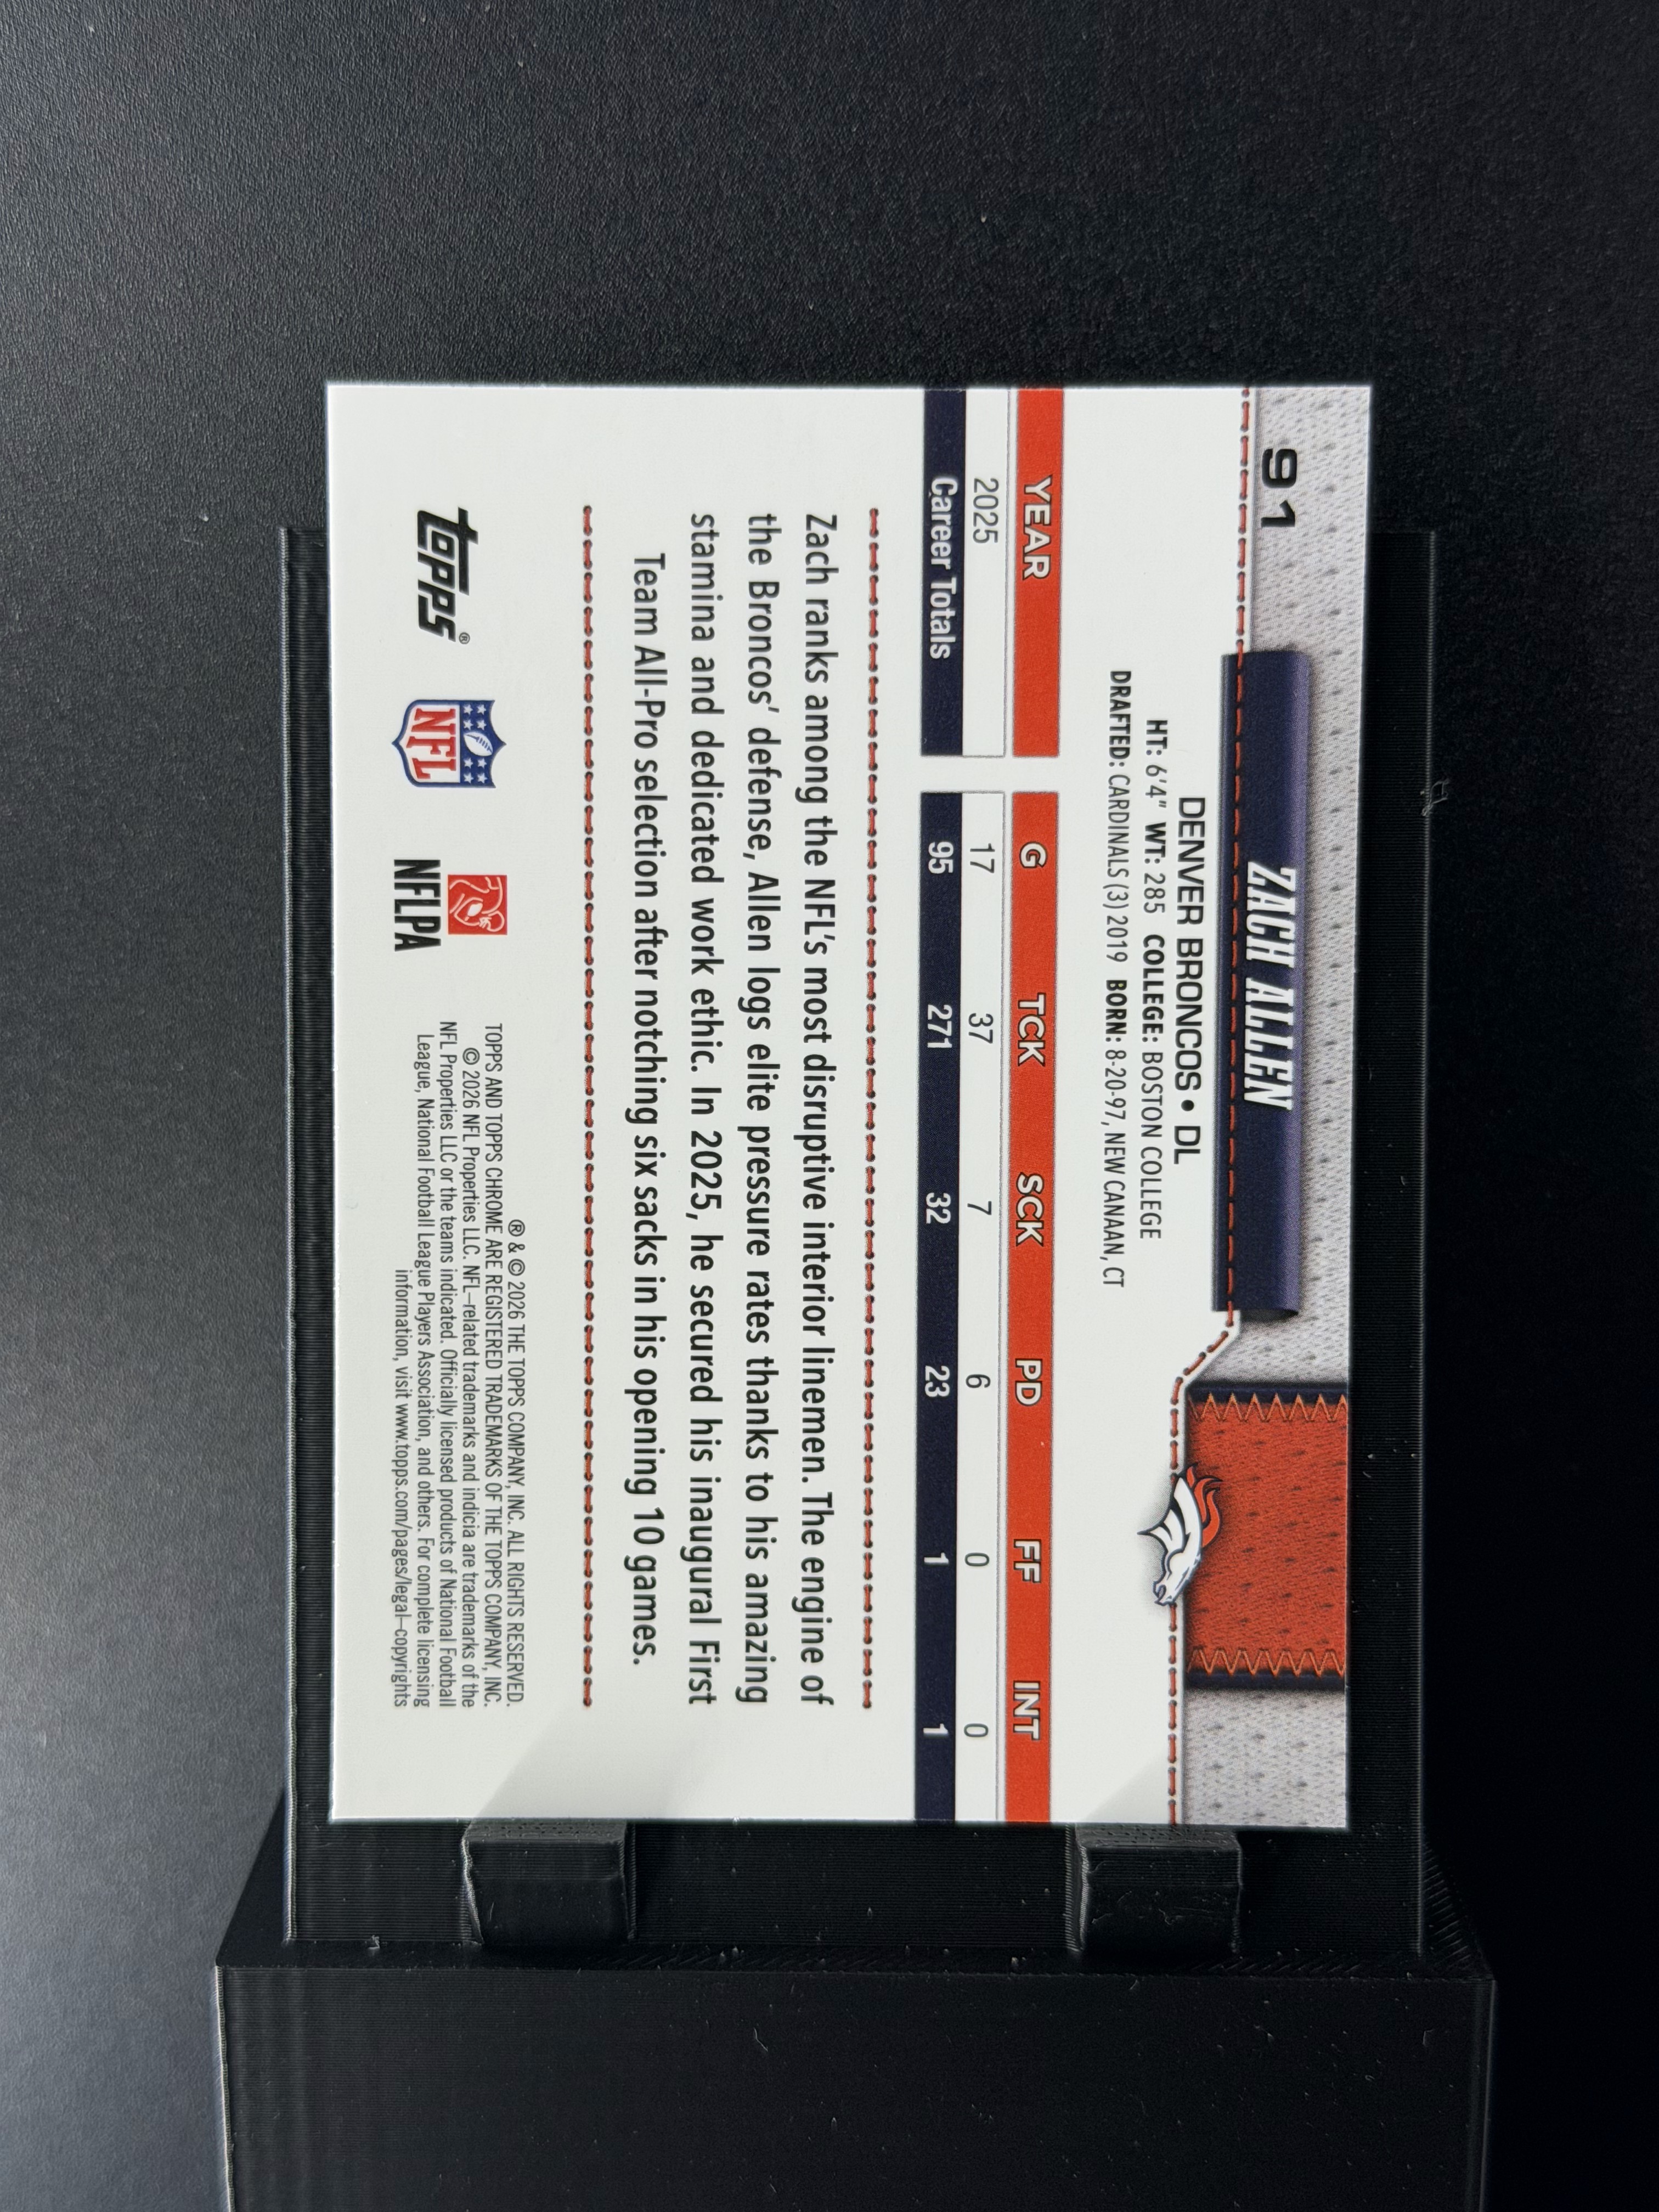 91
ZACH ALLEN
DENVER BRONCOS • DL
HT: 6'4" WT: 285 COLLEGE: BOSTON COLLEGE
DRAFTED: CARDINALS (3) 2019 BORN: 8-20-97, NEW CANAAN, CT
YEAR G TCK SCK PD FF INT
2025 17 37 7 6 0 0
Career Totals 95 271 32 23 1 1
Zach ranks among the NFL's most disruptive interior linemen. The engine of
the Broncos' defense, Allen logs elite pressure rates thanks to his amazing
stamina and dedicated work ethic. In 2025, he secured his inaugural First
Team All-Pro selection after notching six sacks in his opening 10 games.
topps®
NFL
NFLPA
® & © 2026 THE TOPPS COMPANY, INC. ALL RIGHTS RESERVED.
TOPPS AND TOPPS CHROME ARE REGISTERED TRADEMARKS OF THE TOPPS COMPANY, INC.
© 2026 NFL Properties LLC. NFL-related trademarks and indicia are trademarks of the
NFL Properties LLC or the teams indicated. Officially licensed products of National Football
League, National Football League Players Association, and others. For complete licensing
information, visit www.topps.com/pages/legal-copyrights